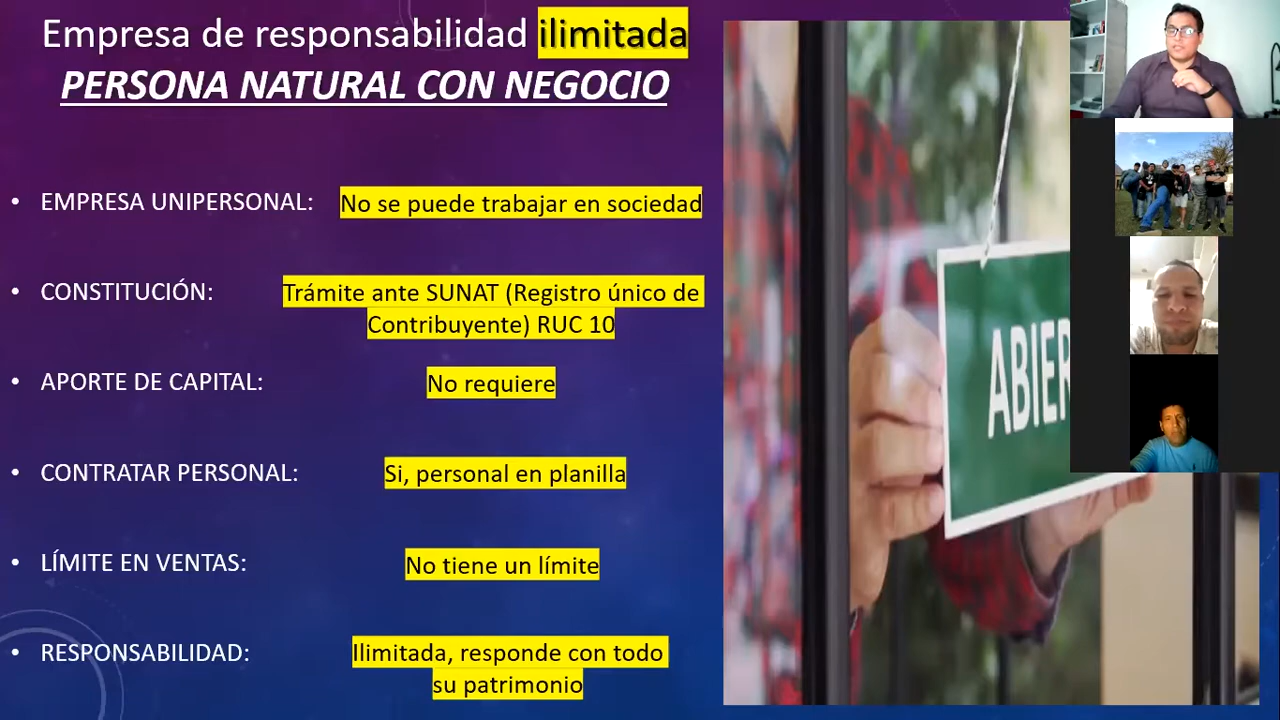 Empresa de responsabilidad ilimitada
PERSONA NATURAL CON NEGOCIO
• EMPRESA UNIPERSONAL: No se puede trabajar en sociedad
• CONSTITUCIÓN: Trámite ante SUNAT (Registro único de
Contribuyente) RUC 10
• APORTE DE CAPITAL: No requiere
• CONTRATAR PERSONAL: Si, personal en planilla
• LÍMITE EN VENTAS: No tiene un límite
• RESPONSABILIDAD: Ilimitada, responde con todo
su patrimonio
ABIER